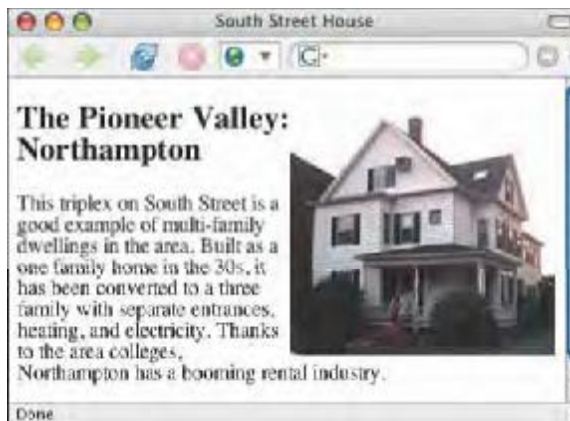 South Street House
G
The Pioneer Valley:
Northampton
This triplex on South Street is a
good example of multi-family
dwellings in the area. Built as a
one family home in the 30s, it
has been converted to a three
family with separate entrances,
heating, and electricity. Thanks
to the area colleges,
Northampton has a booming rental industry.
Done